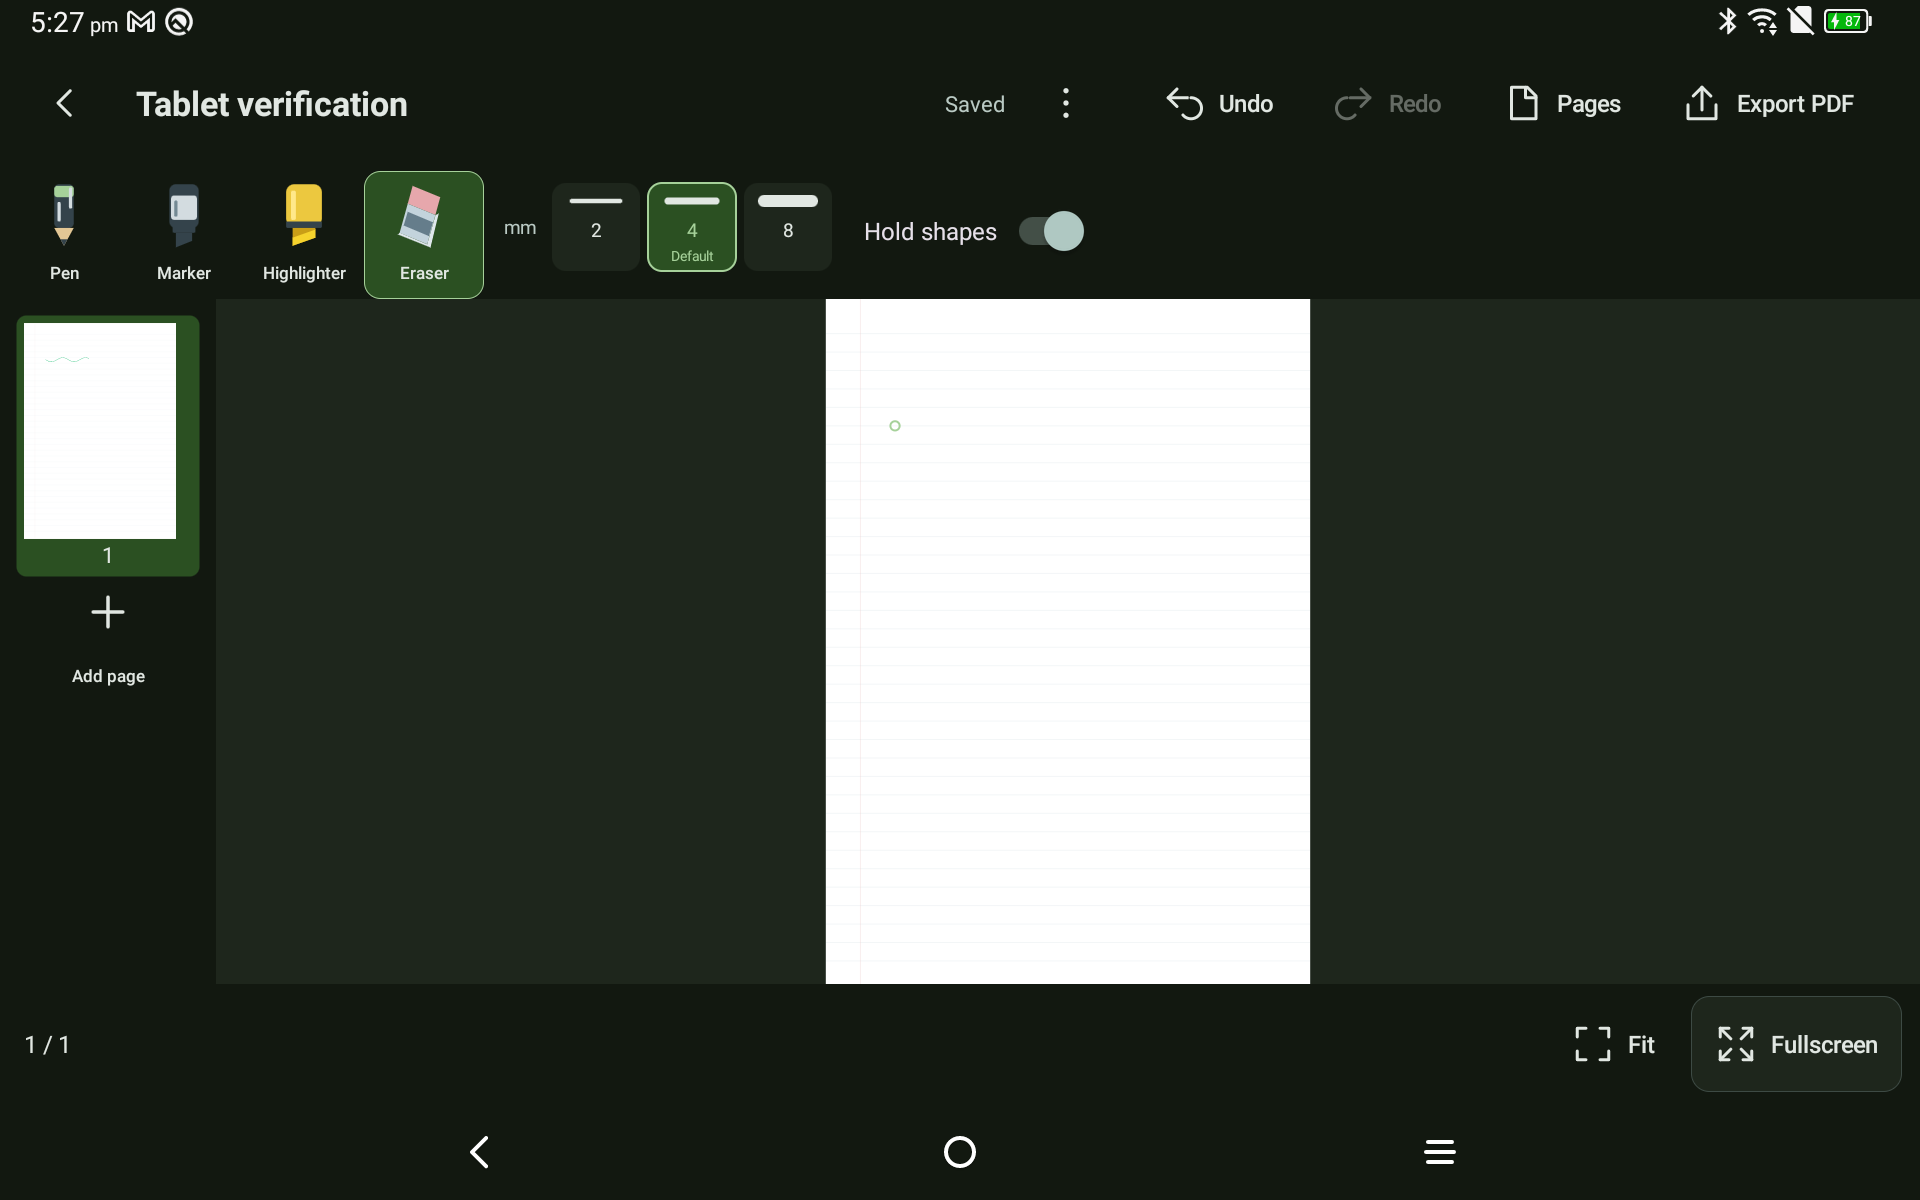 5:27 pm
87
Tablet verification
Saved
Undo
Redo
Pages
Export PDF
Pen
Marker
Highlighter
Eraser
mm
2
4
Default
8
Hold shapes
1
Add page
1 / 1
Fit
Fullscreen